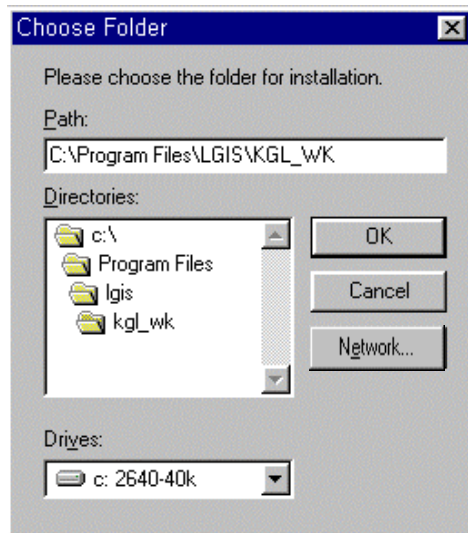 Choose Folder
Please choose the folder for installation.
Path:
C:\Program Files\LGIS\KGL_WK
Directories:
c:\
Program Files
lgis
kgl_wk
OK
Cancel
Network...
Drives:
c: 2640-40k